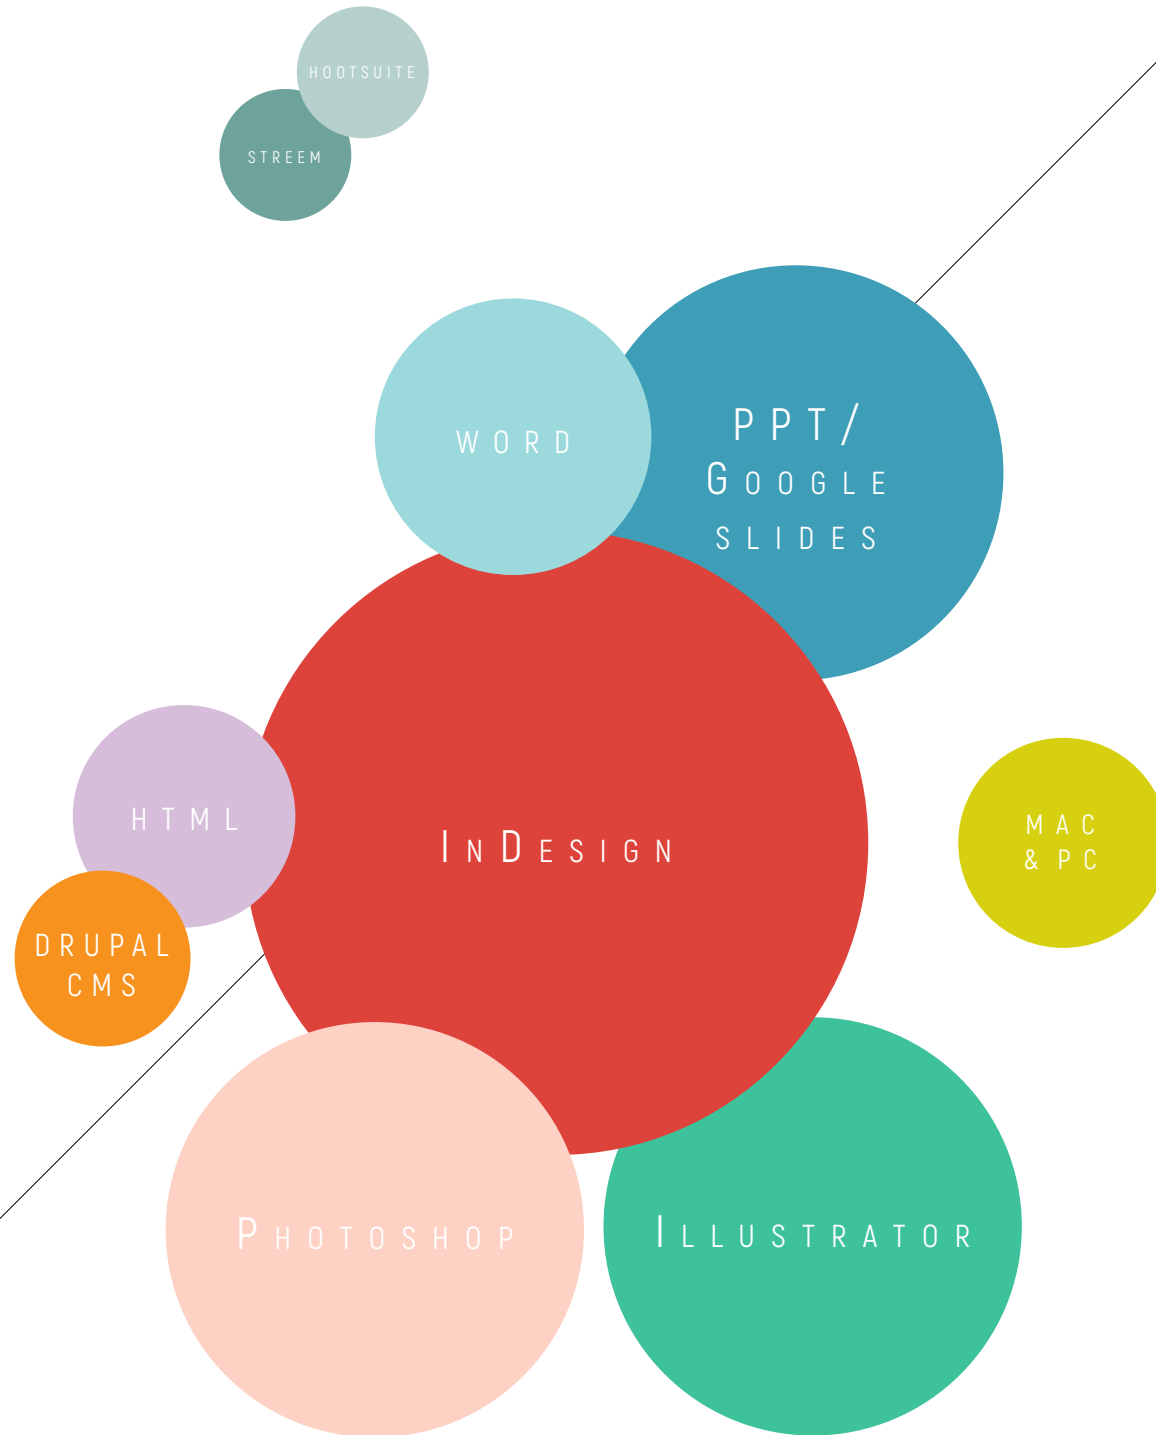 HOOTSUITE
STREEM
PPT/
WORD
GOOGLE
SLIDES
HTML
MAC
& PC
INDESIGN
DRUPAL
CMS
PHOTOSHOP
ILLUSTRATOR